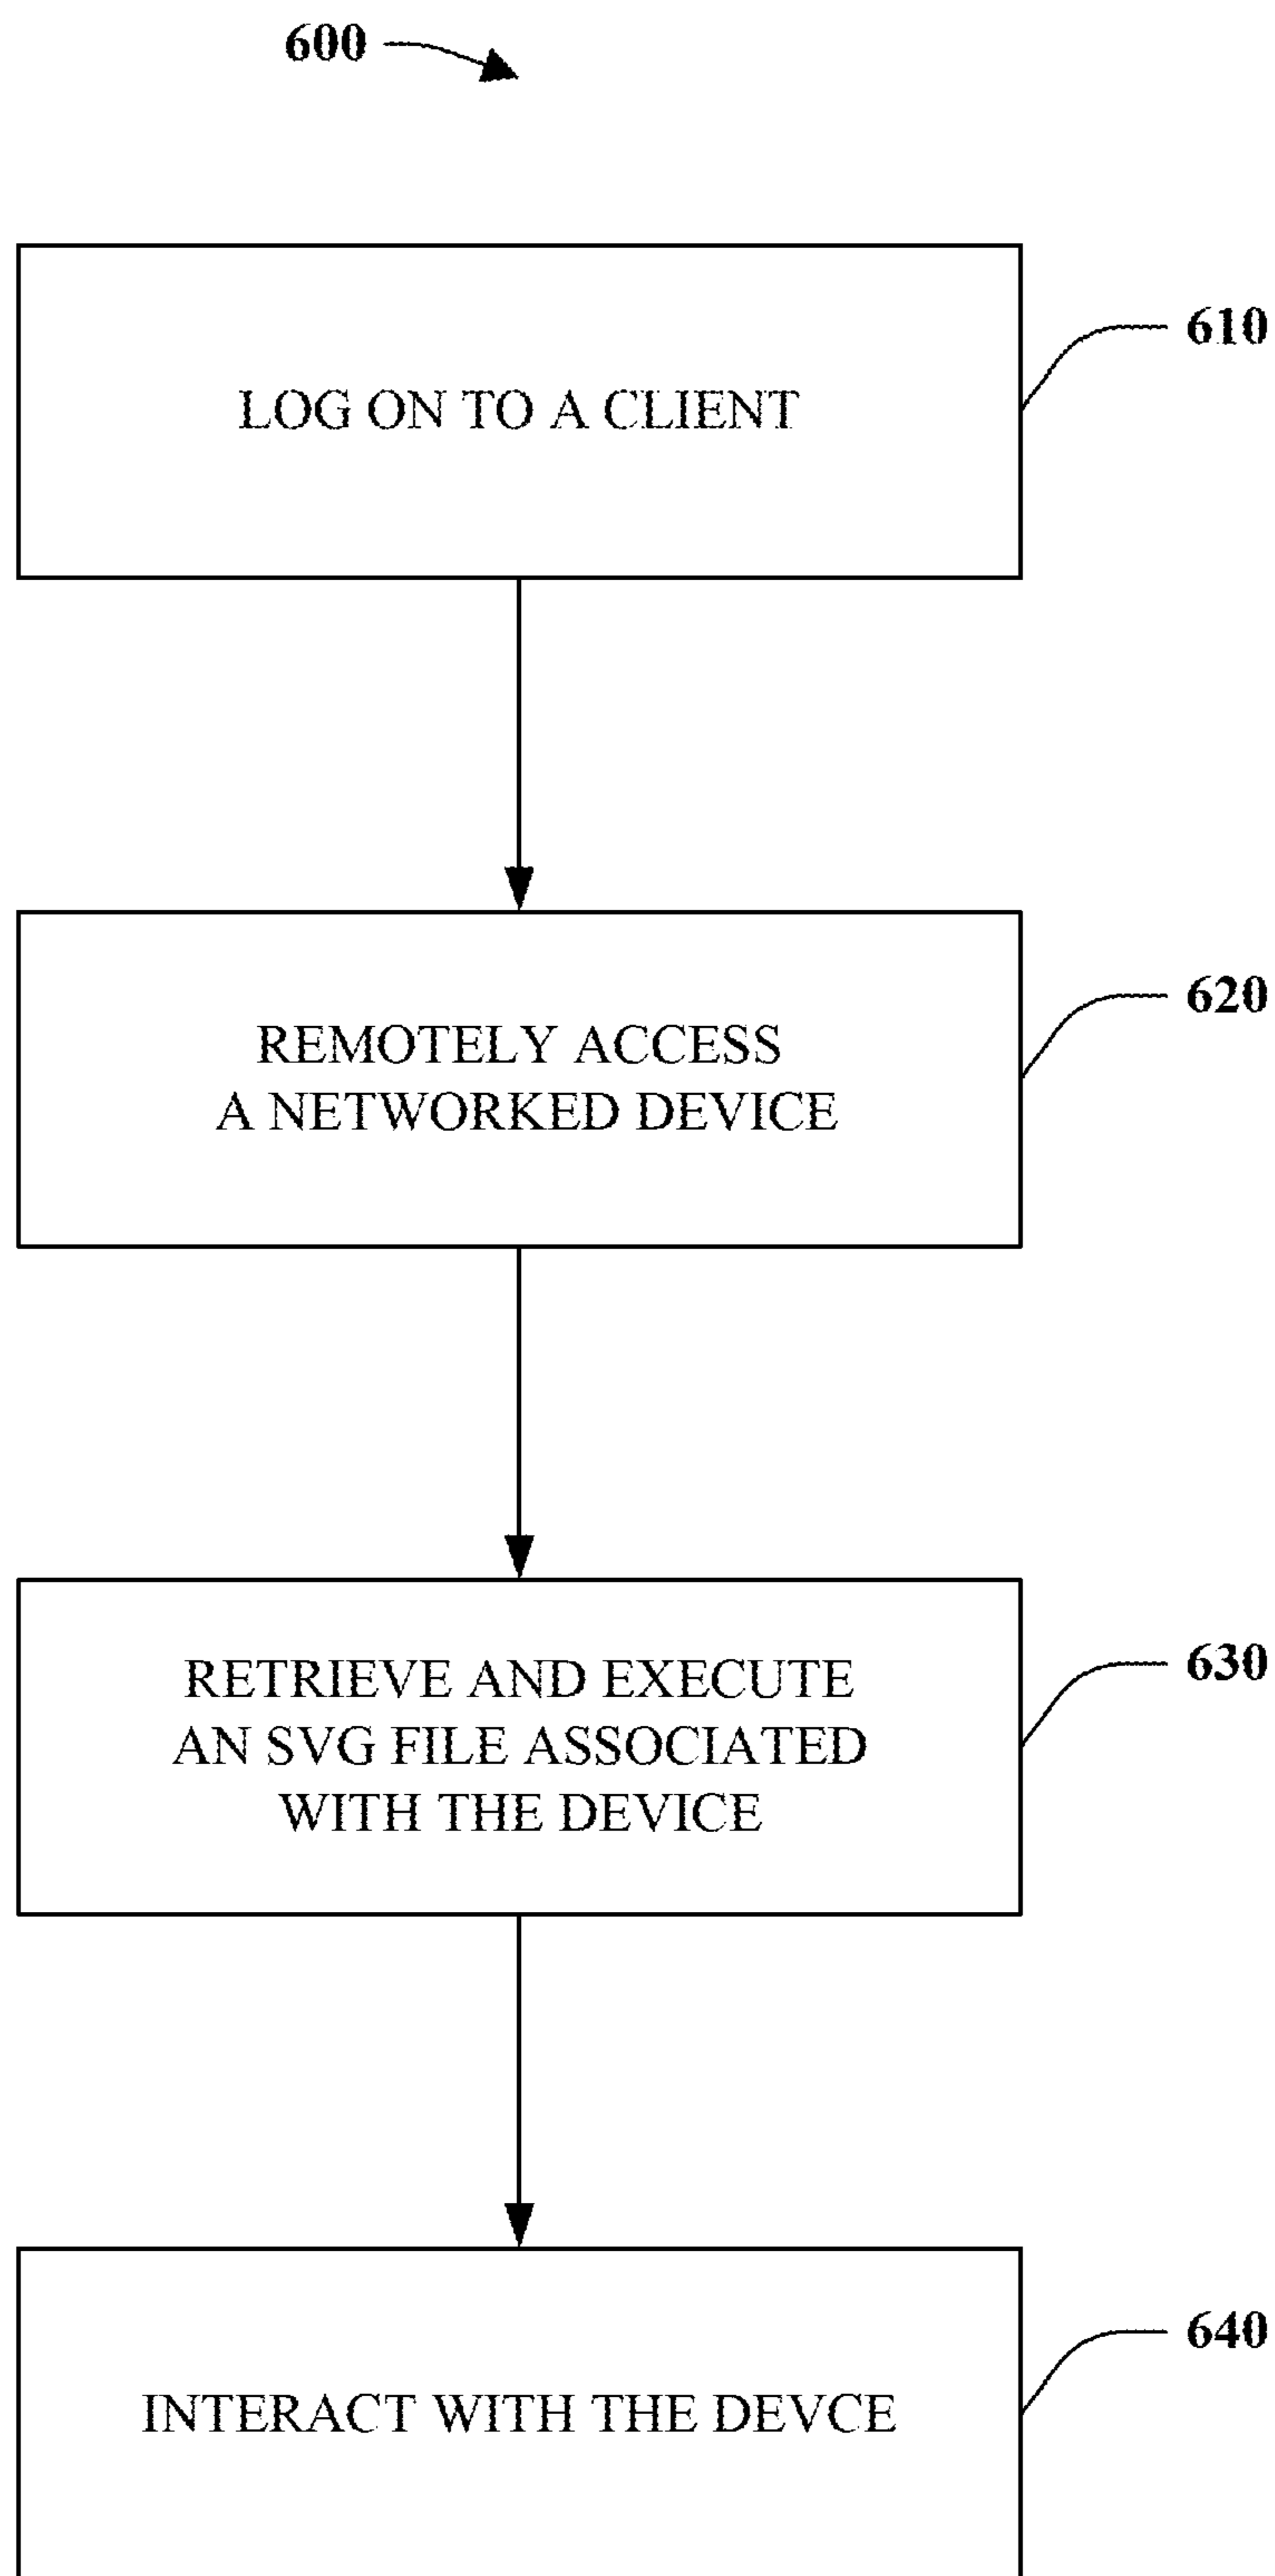 600
LOG ON TO A CLIENT
610
REMOTELY ACCESS
A NETWORKED DEVICE
620
RETRIEVE AND EXECUTE
AN SVG FILE ASSOCIATED
WITH THE DEVICE
630
INTERACT WITH THE DEVCE
640